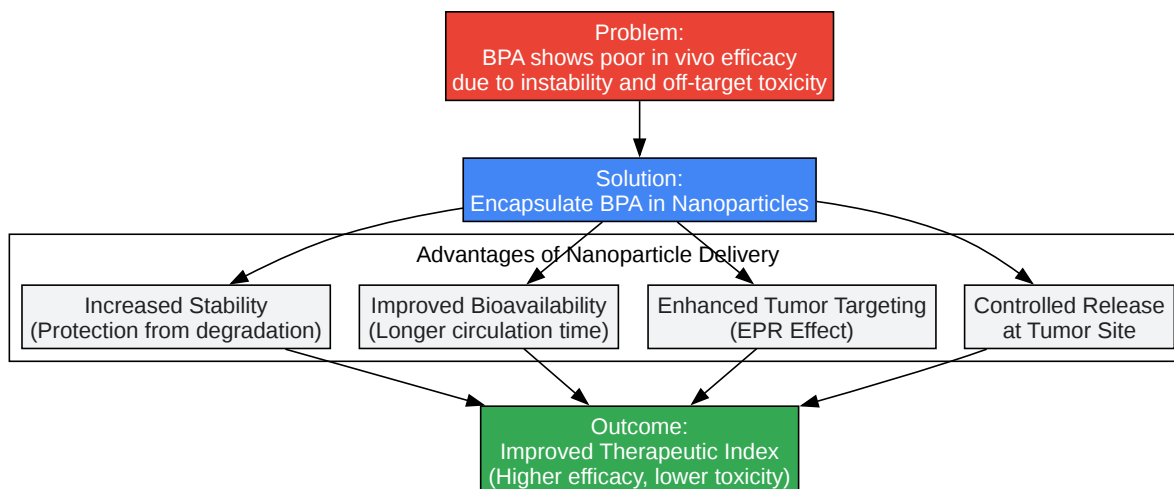 Problem:
BPA shows poor in vivo efficacy
due to instability and off-target toxicity
Solution:
Encapsulate BPA in Nanoparticles
Advantages of Nanoparticle Delivery
Increased Stability
(Protection from degradation)
Improved Bioavailability
(Longer circulation time)
Enhanced Tumor Targeting
(EPR Effect)
Controlled Release
at Tumor Site
Outcome:
Improved Therapeutic Index
(Higher efficacy, lower toxicity)